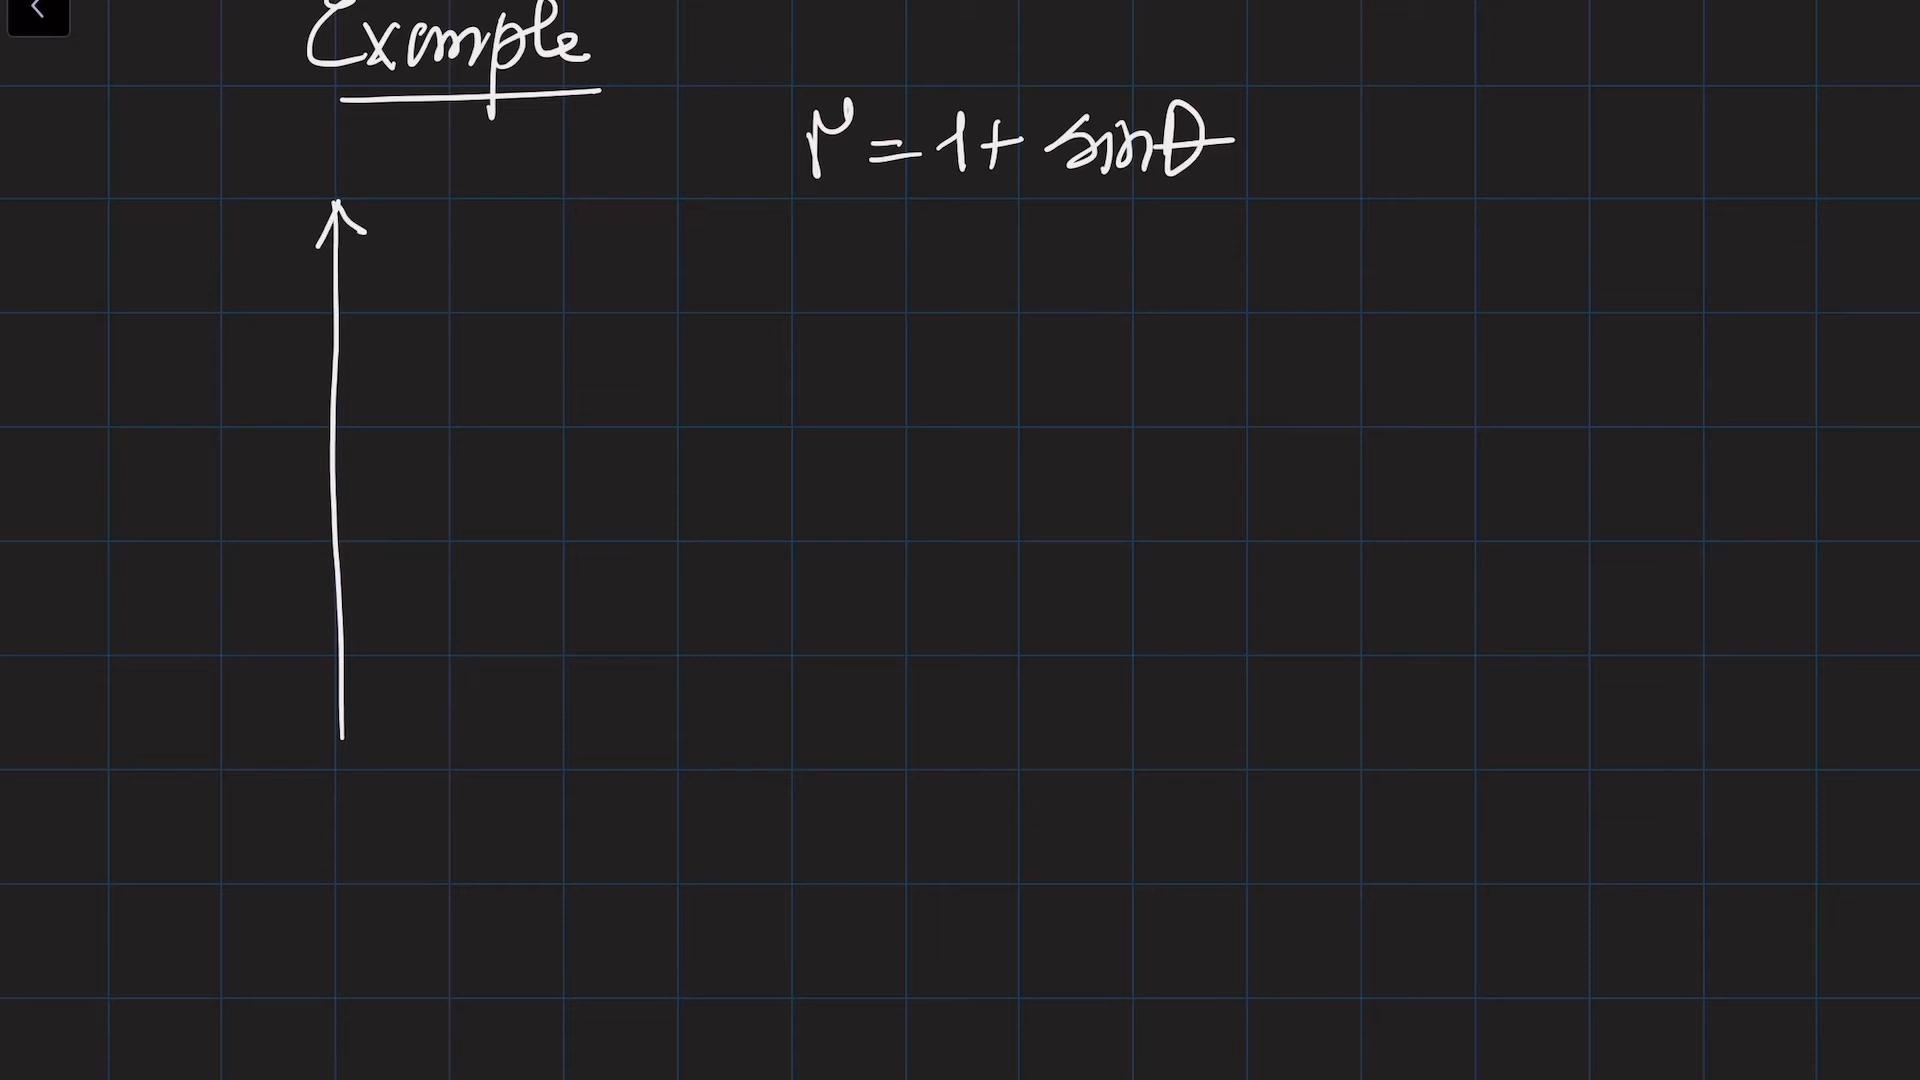 Example
r = 1 + sinθ